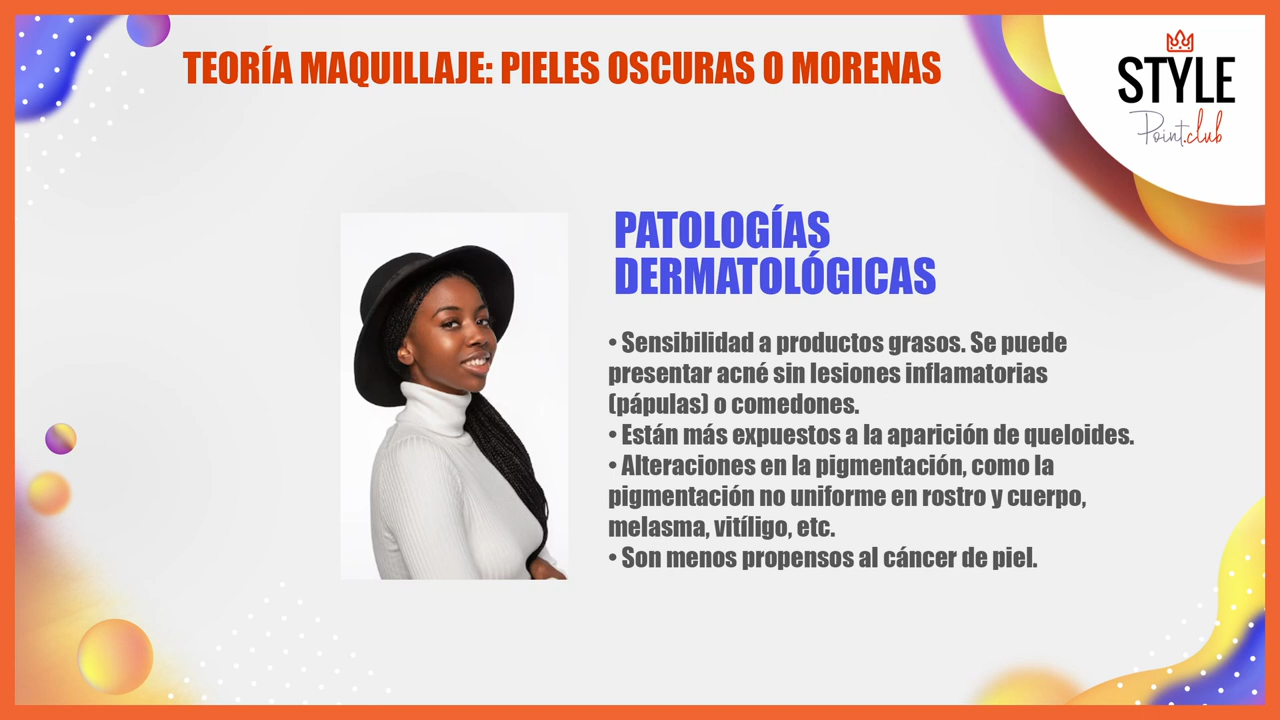 TEORÍA MAQUILLAJE: PIELES OSCURAS O MORENAS
STYLE
Point.club
PATOLOGÍAS
DERMATOLÓGICAS
• Sensibilidad a productos grasos. Se puede
presentar acné sin lesiones inflamatorias
(pápulas) o comedones.
• Están más expuestos a la aparición de queloides.
• Alteraciones en la pigmentación, como la
pigmentación no uniforme en rostro y cuerpo,
melasma, vitíligo, etc.
• Son menos propensos al cáncer de piel.